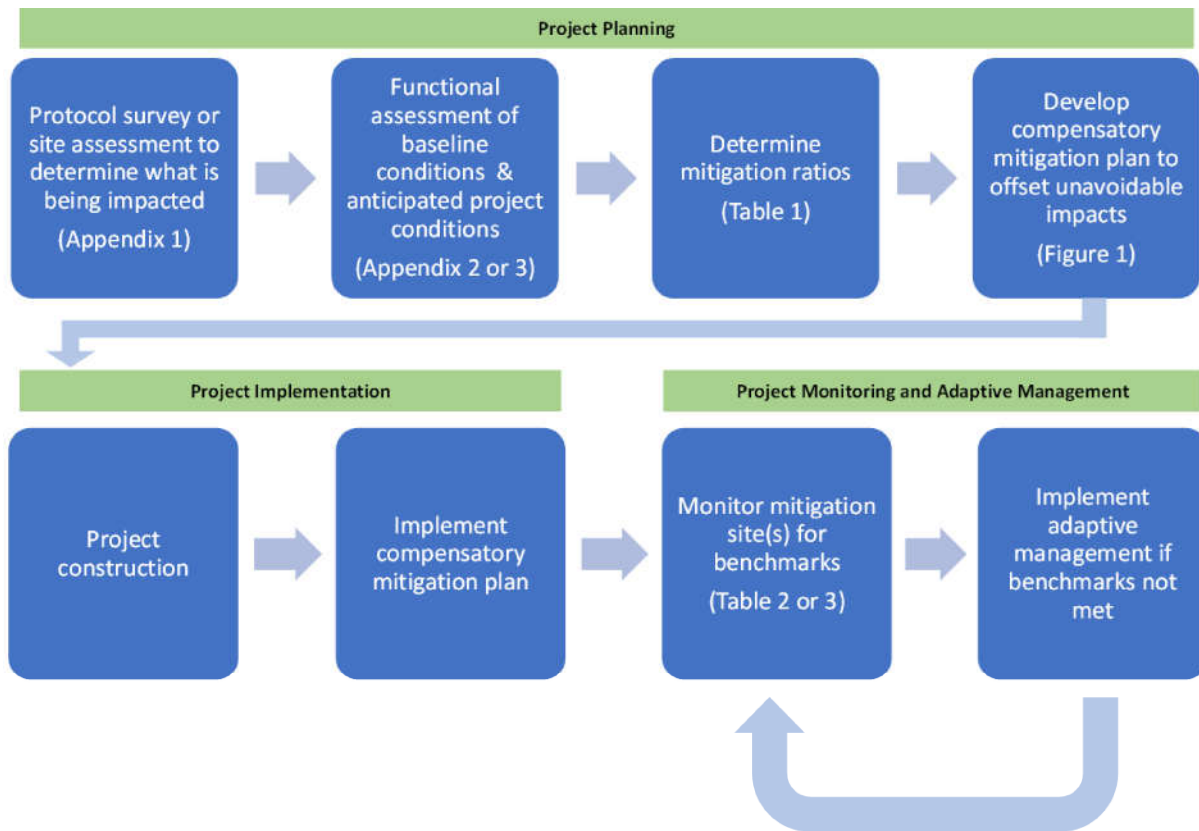 Project Planning
Protocol survey or
site assessment to
determine what is
being impacted
(Appendix 1)
Functional
assessment of
baseline
conditions &
anticipated project
conditions
(Appendix 2 or 3)
Determine
mitigation ratios
(Table 1)
Develop
compensatory
mitigation plan to
offset unavoidable
impacts
(Figure 1)
Project Implementation
Project
construction
Implement
compensatory
mitigation plan
Project Monitoring and Adaptive Management
Monitor mitigation
site(s) for
benchmarks
(Table 2 or 3)
Implement
adaptive
management if
benchmarks not
met